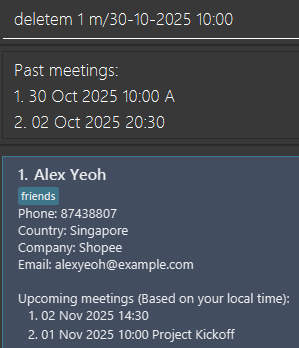 deletem 1 m/30-10-2025 10:00
Past meetings:
1. 30 Oct 2025 10:00 A
2. 02 Oct 2025 20:30
1. Alex Yeoh
friends
Phone: 87438807
Country: Singapore
Company: Shopee
Email: alexyeoh@example.com
Upcoming meetings (Based on your local time):
1. 02 Nov 2025 14:30
2. 01 Nov 2025 10:00 Project Kickoff